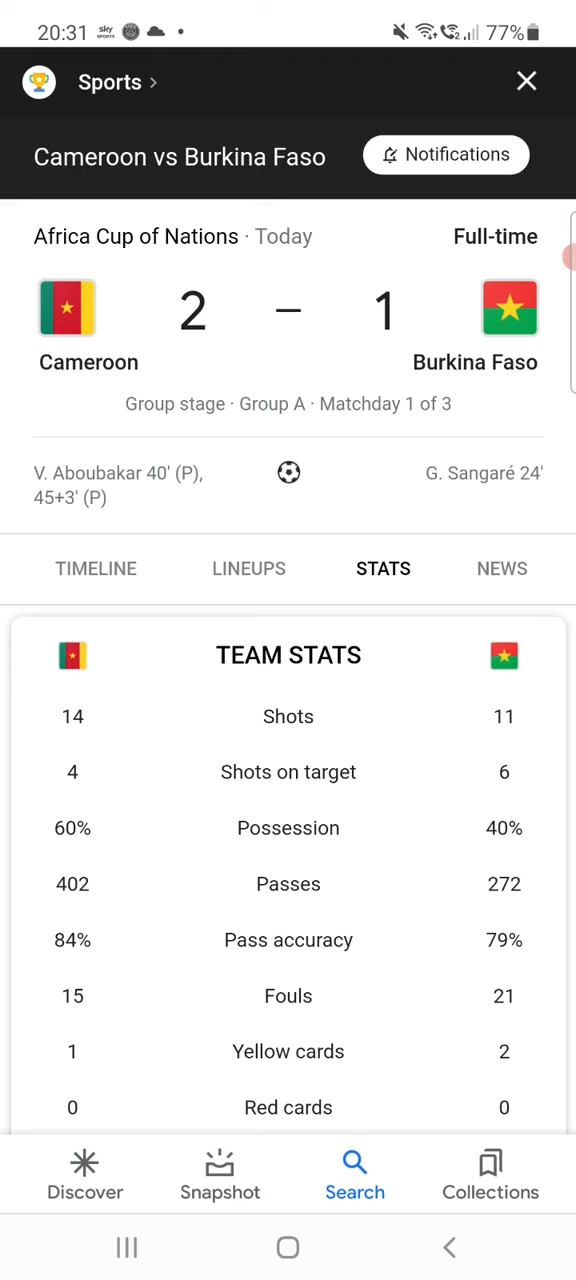 20:31 sky SPORTS 77%
Sports
Cameroon vs Burkina Faso Notifications
Africa Cup of Nations · Today Full-time
2 – 1
Cameroon Burkina Faso
Group stage · Group A · Matchday 1 of 3
V. Aboubakar 40' (P), G. Sangaré 24'
45+3' (P)
TIMELINE LINEUPS STATS NEWS
TEAM STATS
14 Shots 11
4 Shots on target 6
60% Possession 40%
402 Passes 272
84% Pass accuracy 79%
15 Fouls 21
1 Yellow cards 2
0 Red cards 0
Discover Snapshot Search Collections